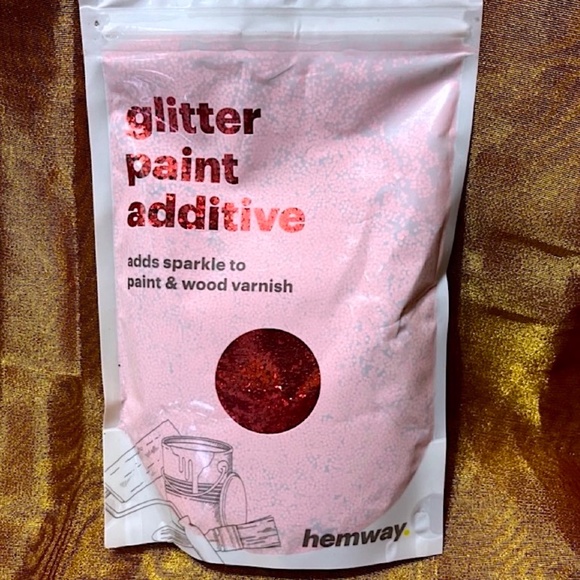 glitter
paint
additive
adds sparkle to
paint & wood varnish
hemway.